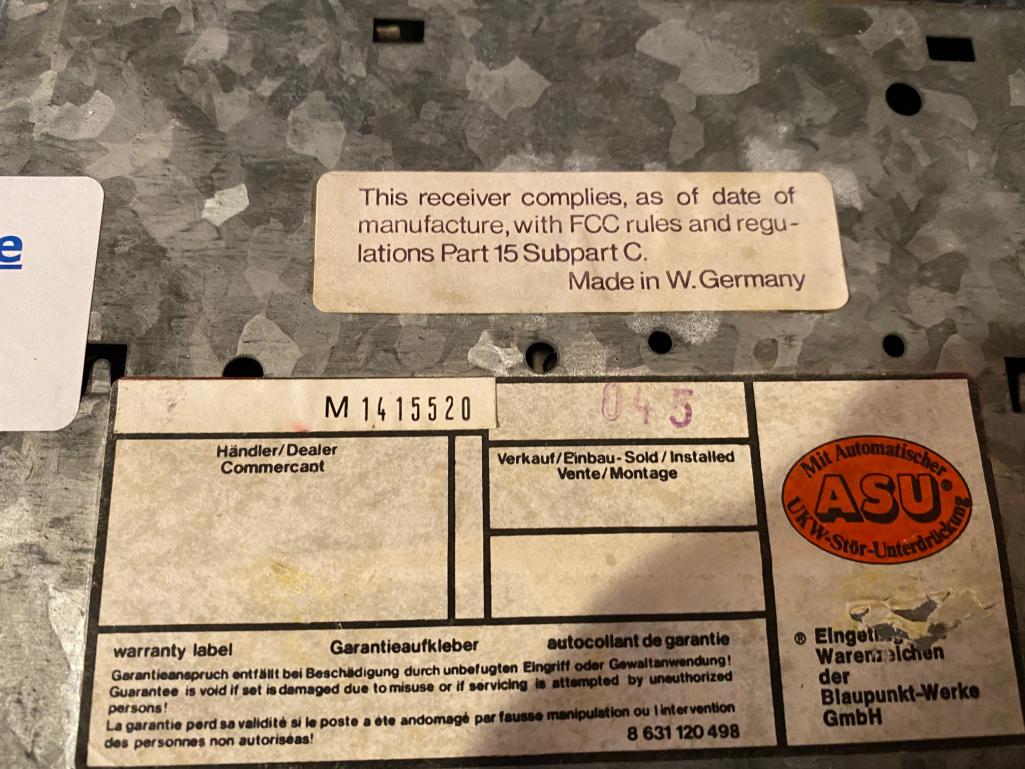 e
This receiver complies, as of date of
manufacture, with FCC rules and regu-
lations Part 15 Subpart C.
Made in W. Germany
M 1415520
045
Händler/Dealer
Commercant
Verkauf/Einbau-Sold/Installed
Vente/Montage
Mit Automatischer
ASU®
UKW-Stör-Unterdrückung
warranty label
Garantieaufkleber
autocollant de garantie
Garantieanspruch entfällt bei Beschädigung durch unbefugten Eingriff oder Gewaltanwendung!
Guarantee is void if set is damaged due to misuse or if servicing is attempted by uneuthorized
persons!
La garantie perd sa validité si le poste a éte andomagé par fausse manipulation ou l intervention
des personnes non autoriséas!
8 631 120 498
®
Warenzeichen
der
Blaupunkt-Werke
GmbH